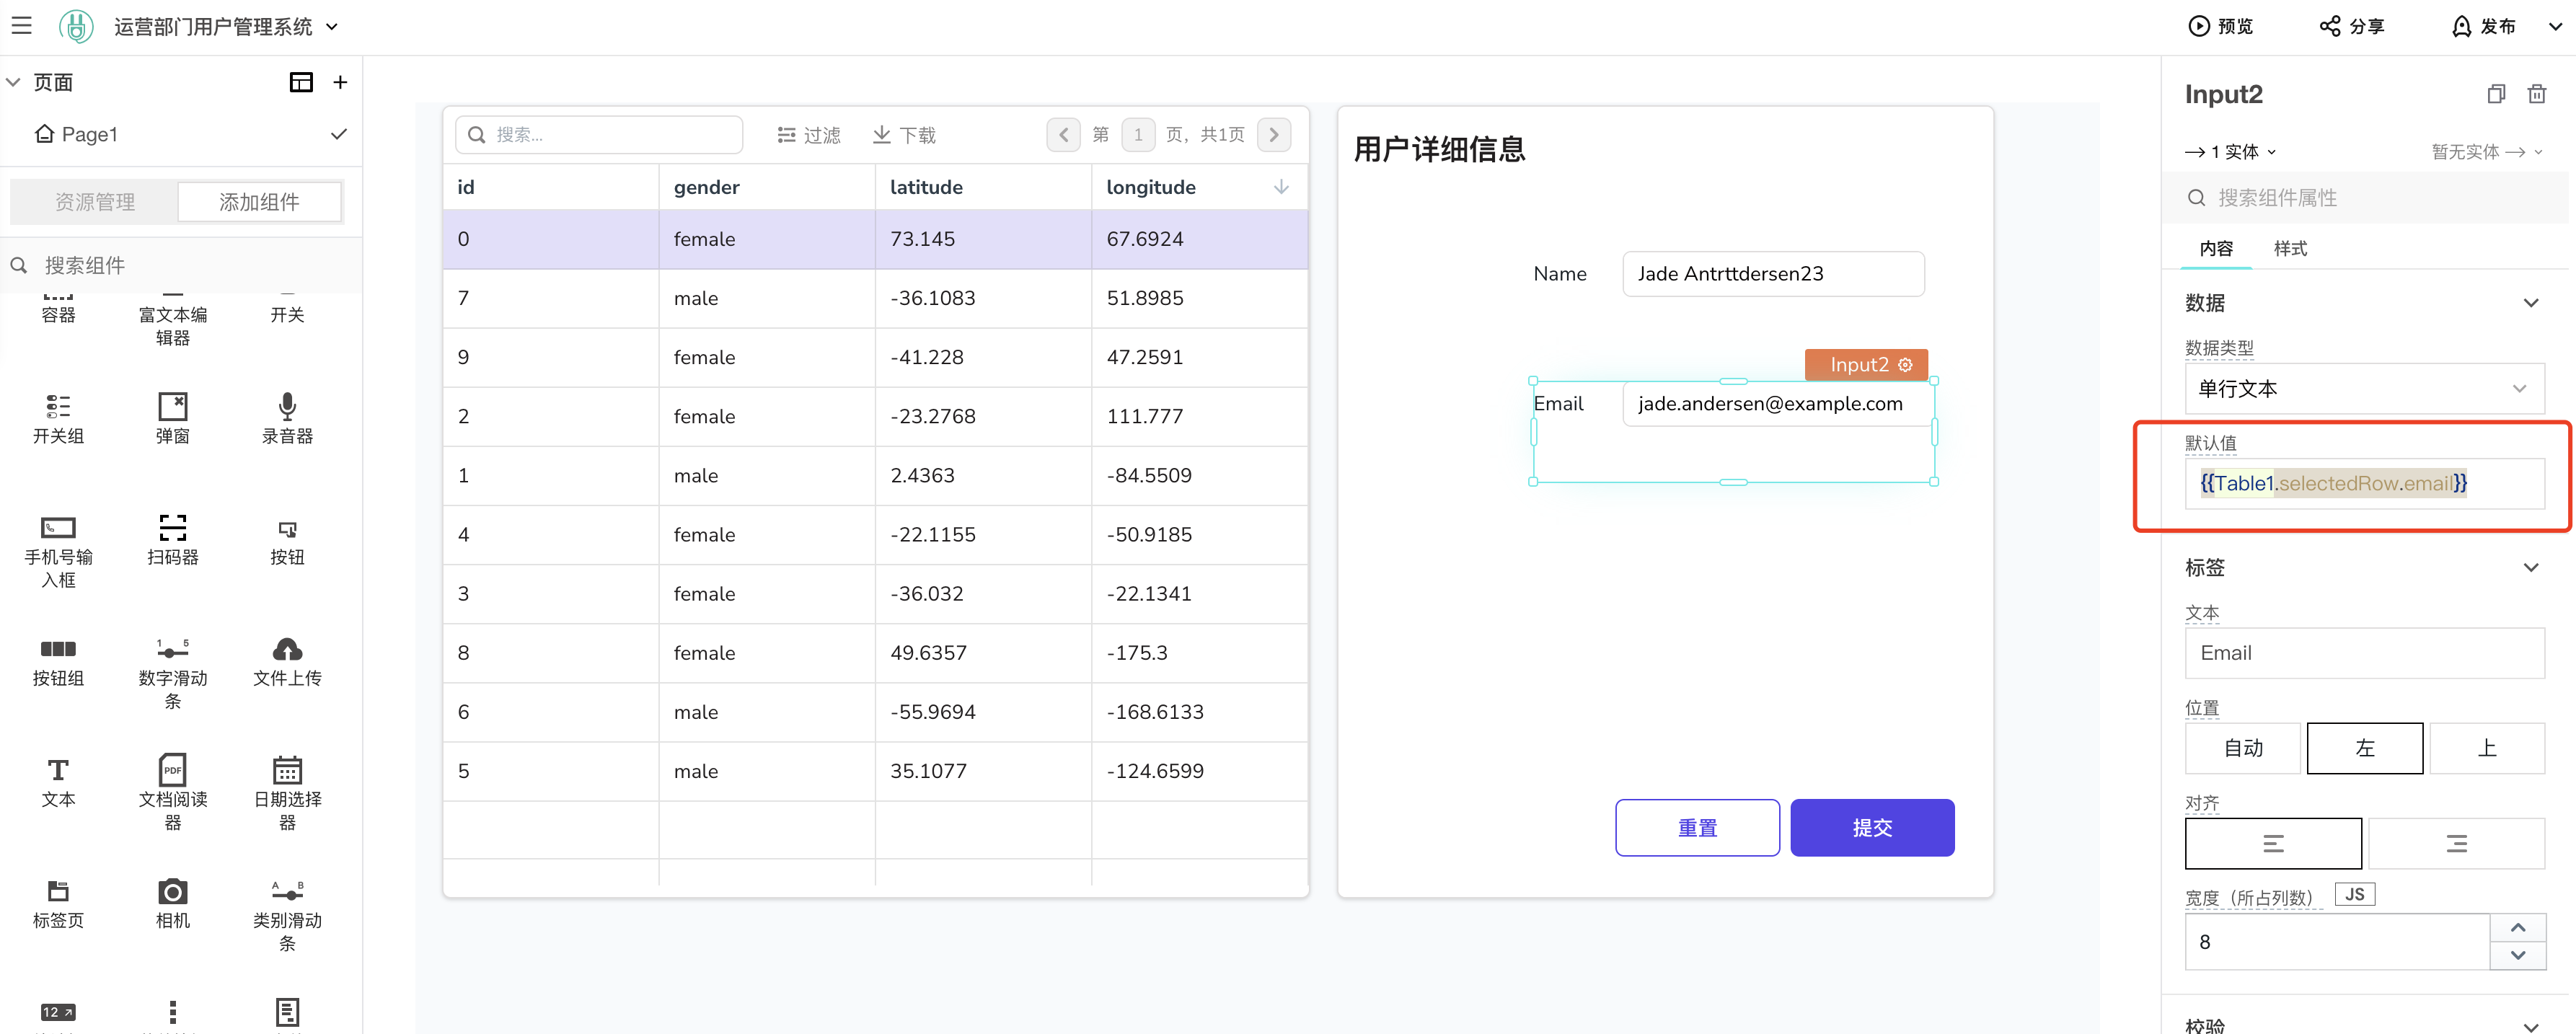 运营部门用户管理系统
预览
分享
发布
页面
Page1
资源管理
添加组件
搜索组件
容器
富文本编
辑器
开关
开关组
弹窗
录音器
手机号输
入框
扫码器
按钮
按钮组
1 5
数字滑动
条
文件上传
T
文本
PDF
文档阅读
器
日期选择
器
标签页
相机
A B
类别滑动
条
12
搜索...
过滤
下载
第 1 页，共1页
id gender latitude longitude
0 female 73.145 67.6924
7 male -36.1083 51.8985
9 female -41.228 47.2591
2 female -23.2768 111.777
1 male 2.4363 -84.5509
4 female -22.1155 -50.9185
3 female -36.032 -22.1341
8 female 49.6357 -175.3
6 male -55.9694 -168.6133
5 male 35.1077 -124.6599
用户详细信息
Name Jade Antrttdersen23
Input2
Email jade.andersen@example.com
重置
提交
Input2
1 实体
暂无实体
搜索组件属性
内容
样式
数据
数据类型
单行文本
默认值
{{Table1.selectedRow.email}}
标签
文本
Email
位置
自动
左
上
对齐
宽度（所占列数） JS
8
校验